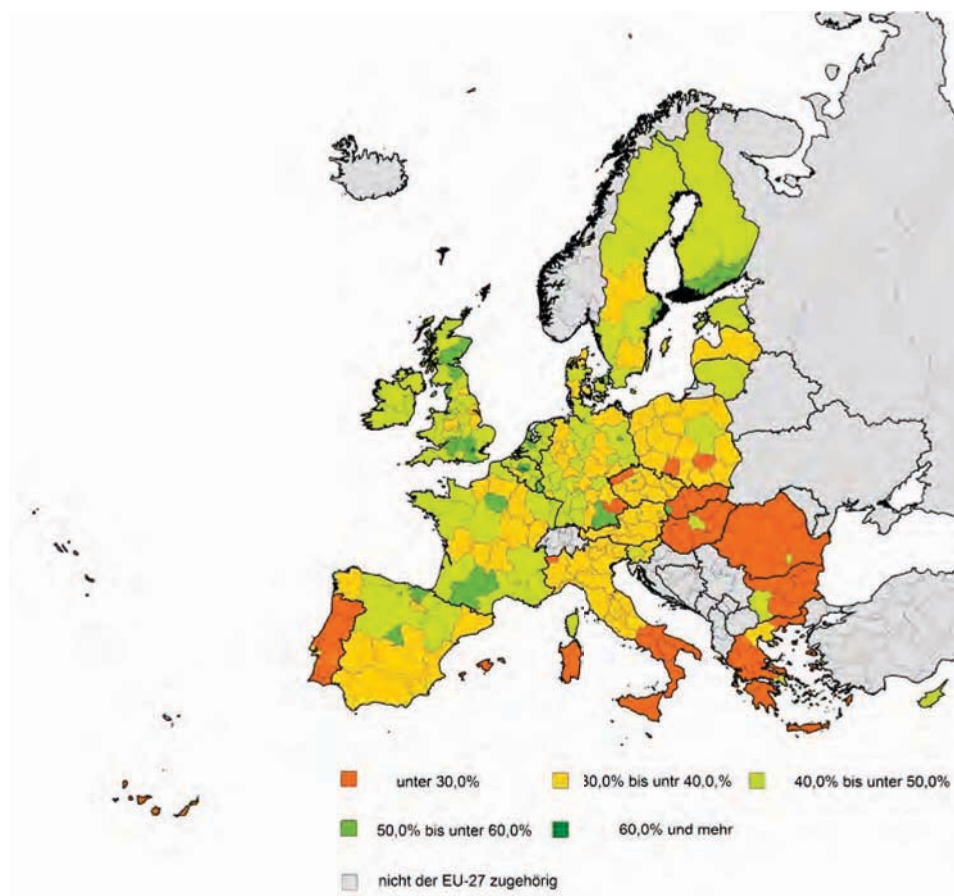 unter 30,0% 30,0% bis untr 40,0% 40,0% bis unter 50,0%
50,0% bis unter 60,0% 60,0% und mehr
nicht der EU-27 zugehörig